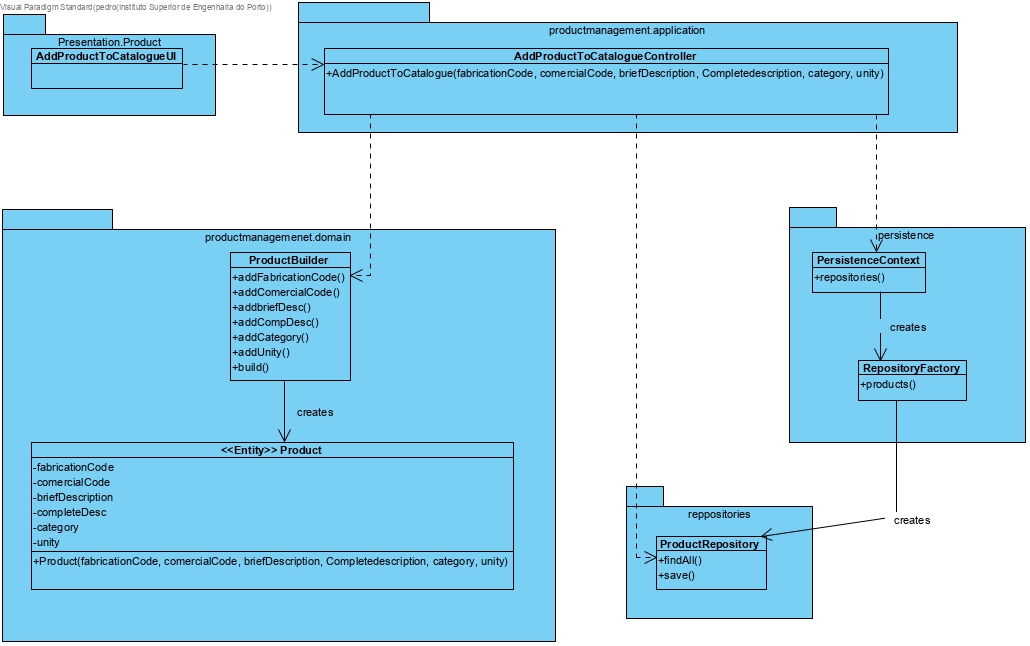 Visual Paradigm Standard(pedro(Instituto Superior de Engenharia do Porto))
Presentation.Product
AddProductToCatalogueUI
productmanagement.application
AddProductToCatalogueController
+AddProductToCatalogue(fabricationCode, comercialCode, briefDescription, Completedescription, category, unity)
productmanagemenet.domain
ProductBuilder
+addFabricationCode()
+addComercialCode()
+addbriefDesc()
+addCompDesc()
+addCategory()
+addUnity()
+build()
creates
<<Entity>> Product
-fabricationCode
-comercialCode
-briefDescription
-completeDesc
-category
-unity
+Product(fabricationCode, comercialCode, briefDescription, Completedescription, category, unity)
persistence
PersistenceContext
+repositories()
creates
RepositoryFactory
+products()
creates
reppositories
ProductRepository
+findAll()
+save()